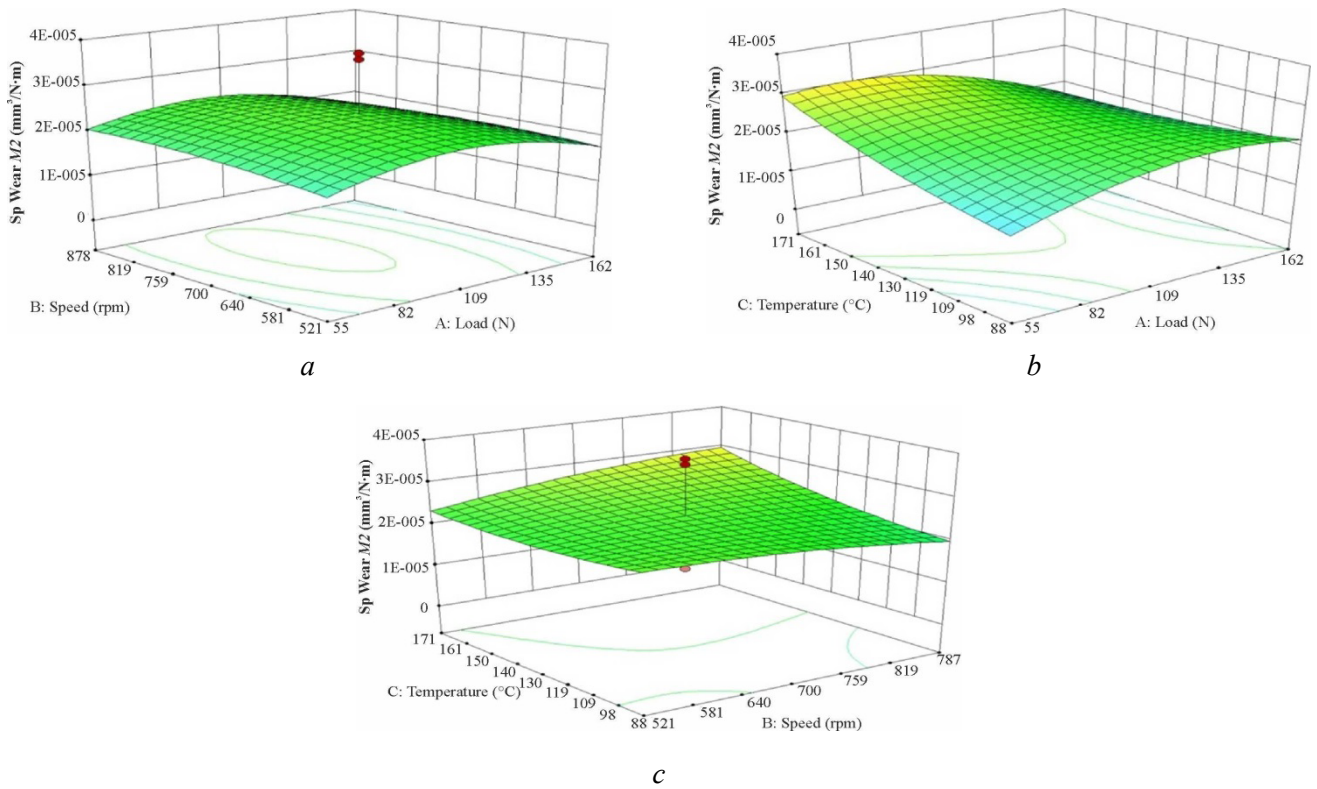 4E-005
3E-005
2E-005
1E-005
0
Sp Wear M2 (mm³/N·m)
878
819
759
700
640
581
521
B: Speed (rpm)
55
82
109
135
162
A: Load (N)
a
4E-005
3E-005
2E-005
1E-005
0
Sp Wear M2 (mm³/N·m)
171
161
150
140
130
119
109
98
88
C: Temperature (°C)
55
82
109
135
162
A: Load (N)
b
4E-005
3E-005
2E-005
1E-005
0
Sp Wear M2 (mm³/N·m)
171
161
150
140
130
119
109
98
88
C: Temperature (°C)
521
581
640
700
759
819
787
B: Speed (rpm)
c